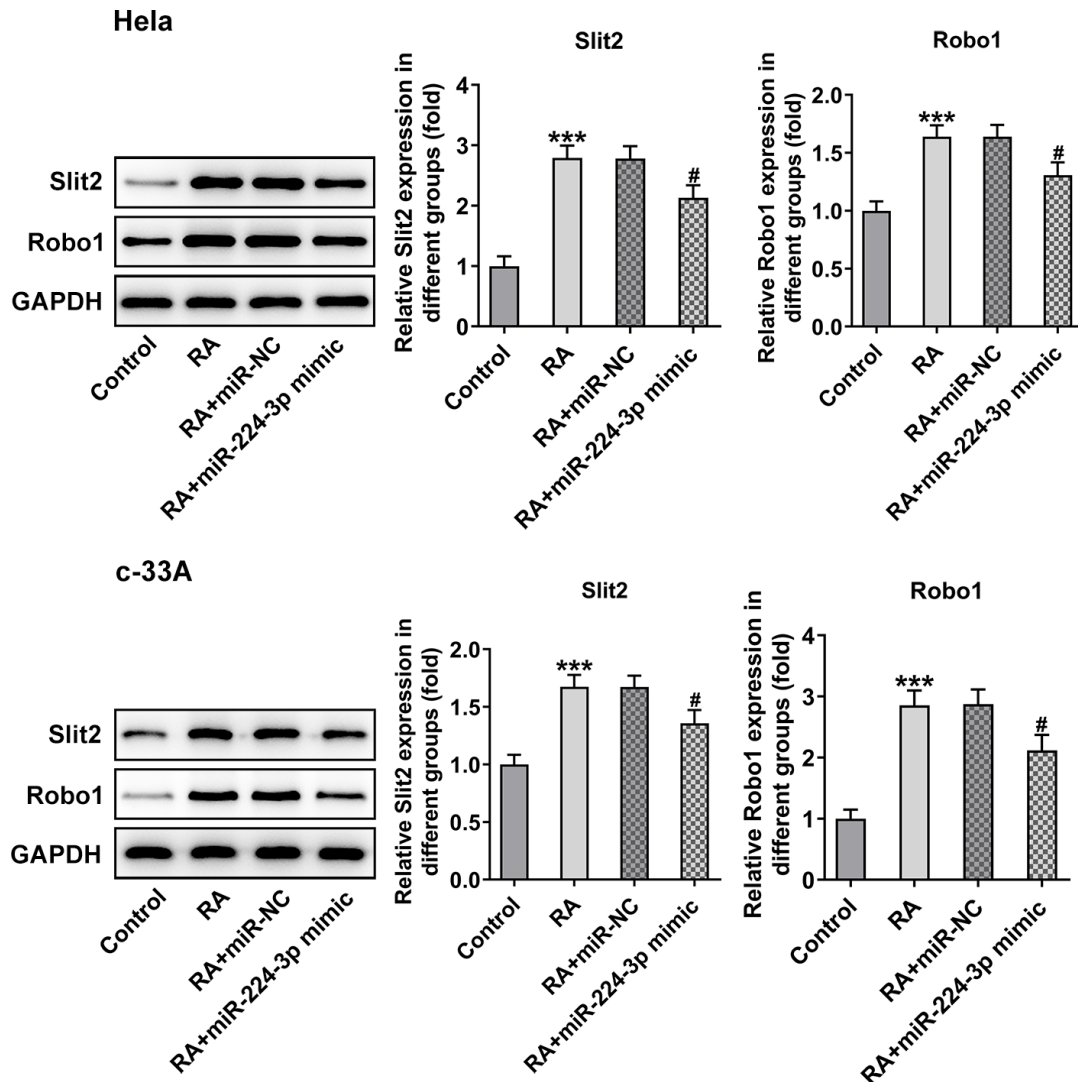 Hela
Slit2
Robo1
GAPDH
Control
RA
RA+miR-NC
RA+miR-224-3p mimic
Slit2
Relative Slit2 expression in
different groups (fold)
4
3
2
1
0
***
#
Control
RA
RA+miR-NC
RA+miR-224-3p mimic
Robo1
Relative Robo1 expression in
different groups (fold)
2.0
1.5
1.0
0.5
0.0
***
#
Control
RA
RA+miR-NC
RA+miR-224-3p mimic
c-33A
Slit2
Robo1
GAPDH
Control
RA
RA+miR-NC
RA+miR-224-3p mimic
Slit2
Relative Slit2 expression in
different groups (fold)
2.0
1.5
1.0
0.5
0.0
***
#
Control
RA
RA+miR-NC
RA+miR-224-3p mimic
Robo1
Relative Robo1 expression in
different groups (fold)
4
3
2
1
0
***
#
Control
RA
RA+miR-NC
RA+miR-224-3p mimic